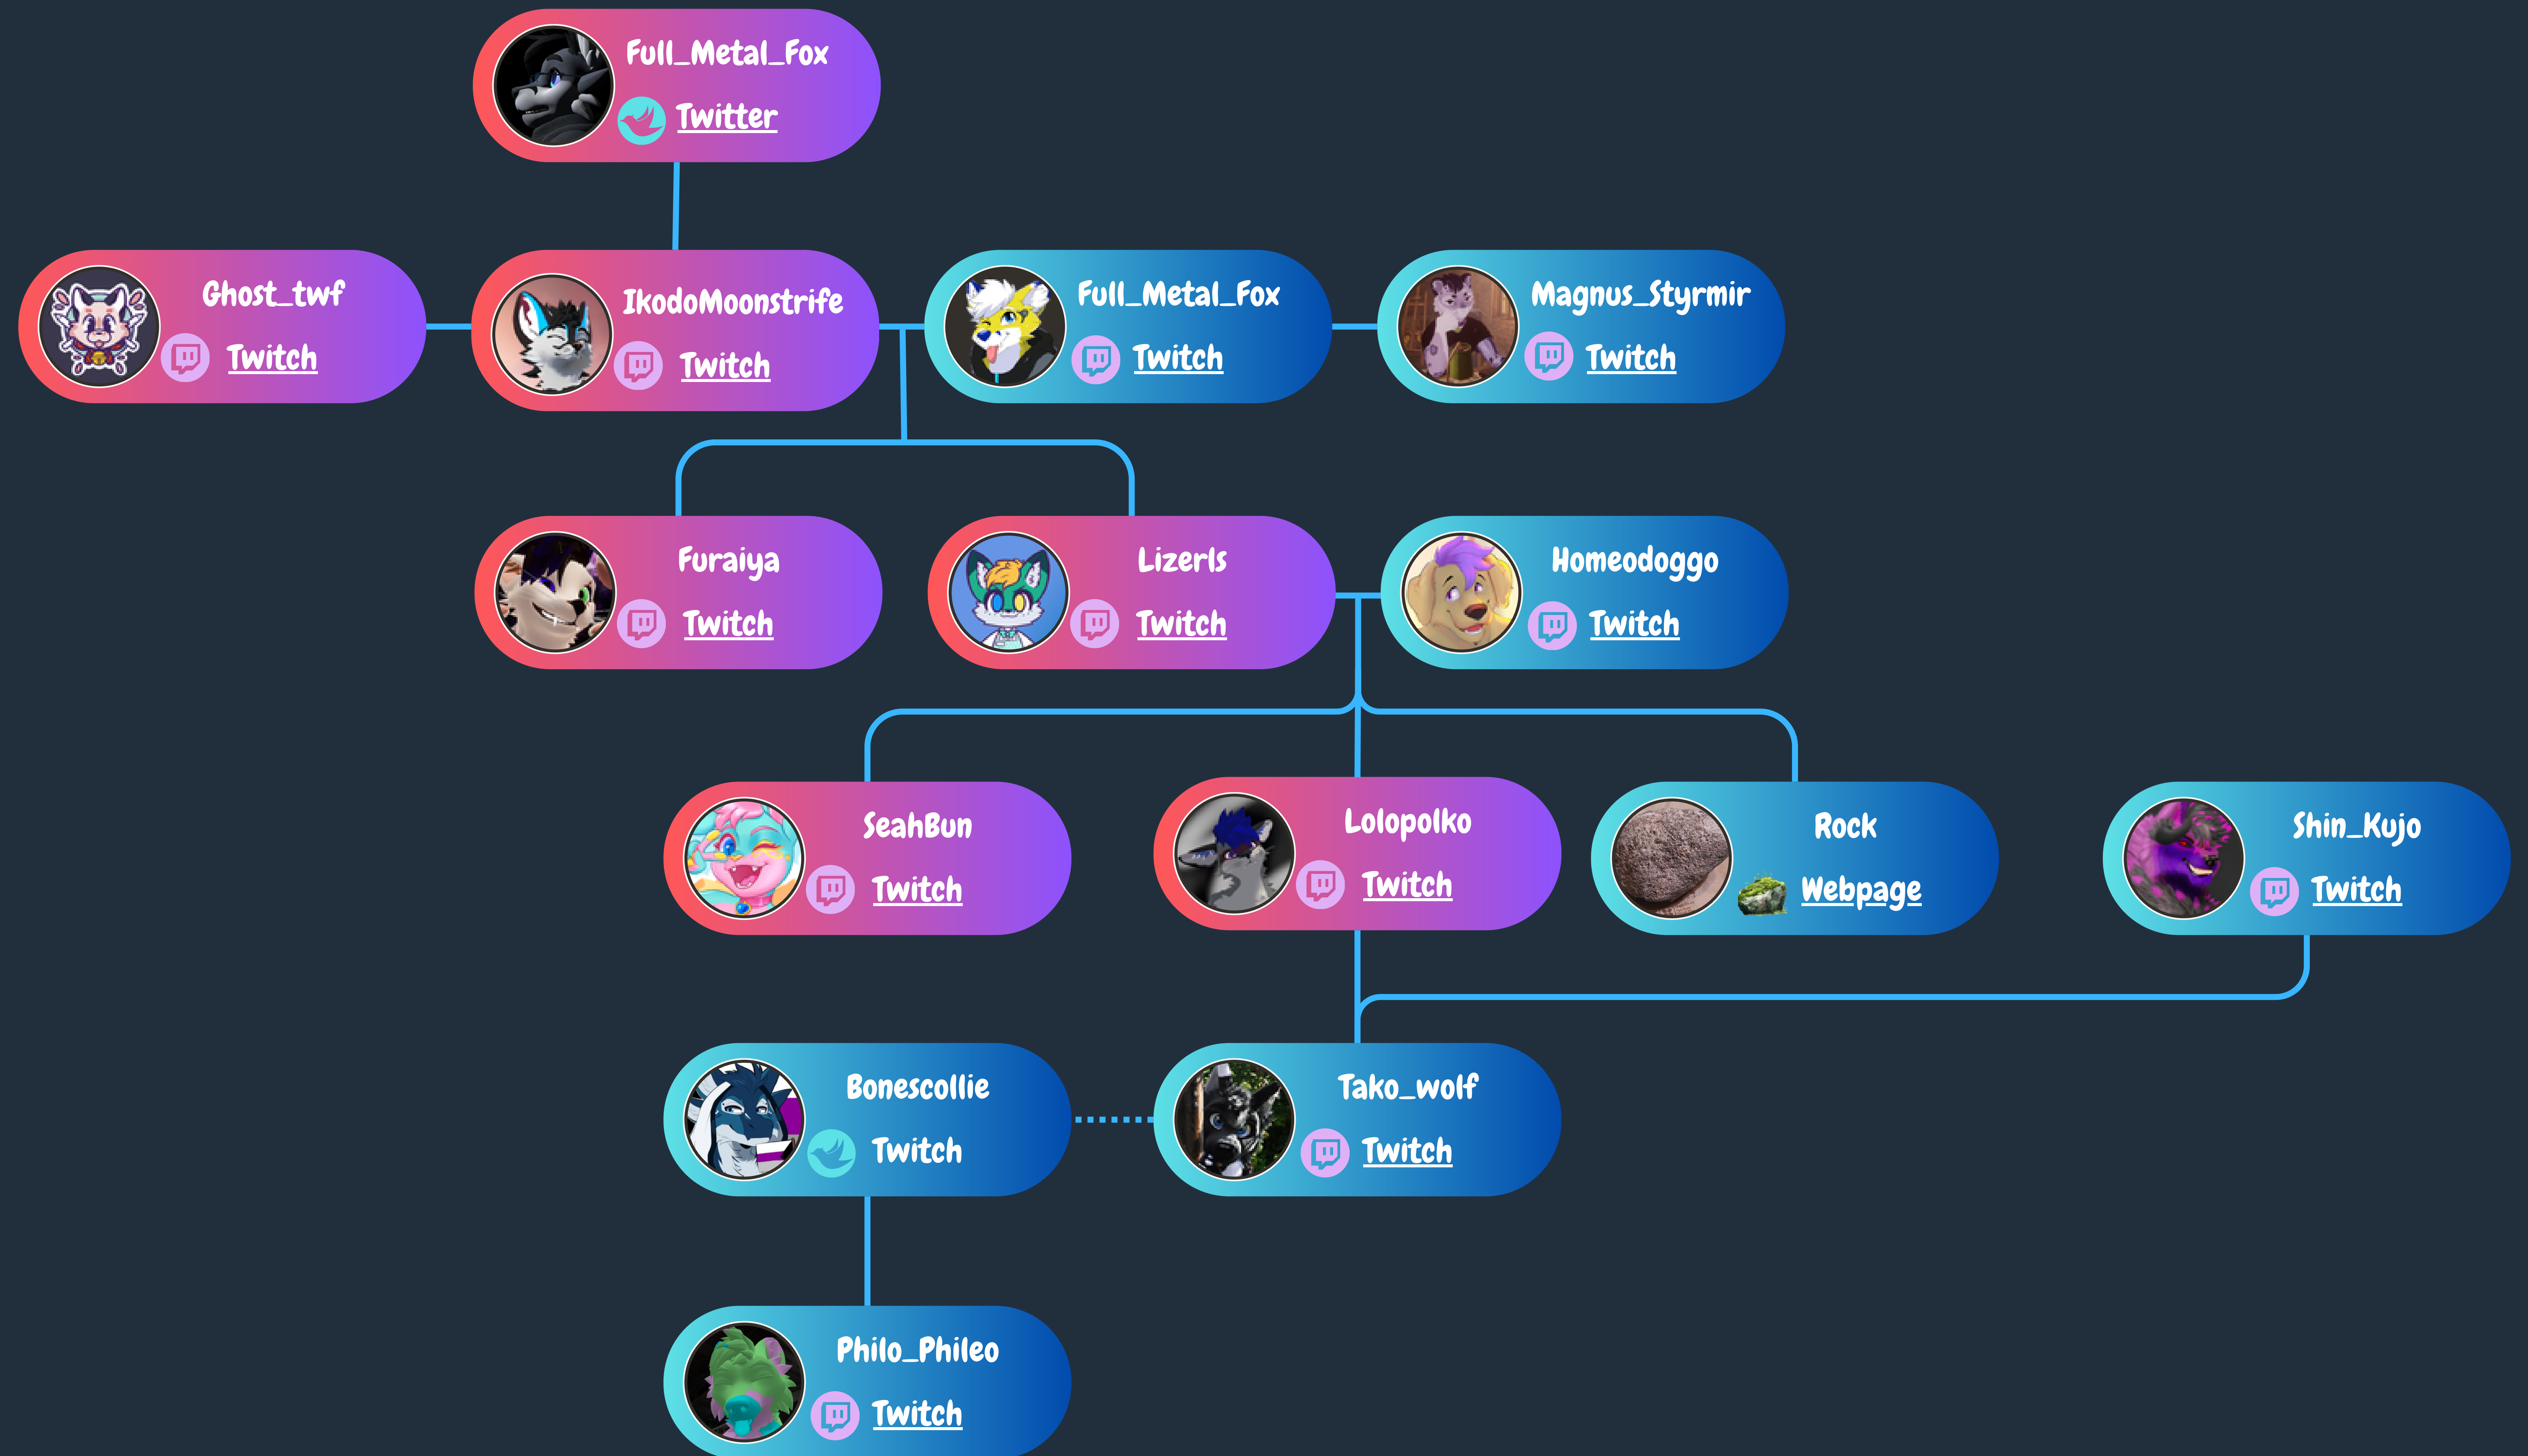 Full_Metal_Fox
Twitter
Ghost_twf
Twitch
IkodoMoonstrife
Twitch
Full_Metal_Fox
Twitch
Magnus_Styrmir
Twitch
Furaiya
Twitch
Lizerls
Twitch
Homeodoggo
Twitch
SeahBun
Twitch
Lolopolko
Twitch
Rock
Webpage
Shin_Kujo
Twitch
Bonescollie
Twitch
Tako_wolf
Twitch
Philo_Phileo
Twitch